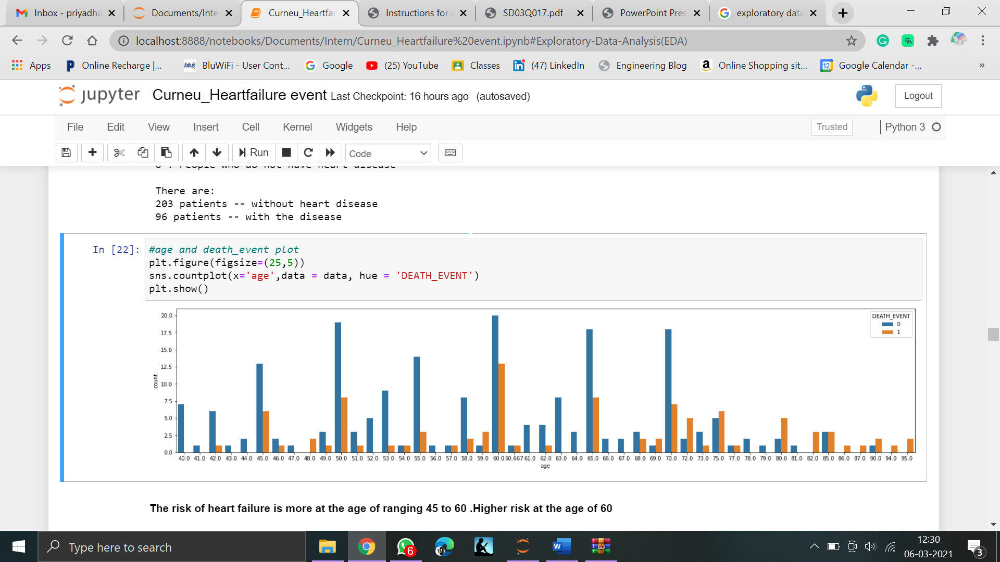 Inbox - priyadha
Documents/Inte
Curneu_Heartfai
Instructions for s
SD03Q017.pdf
PowerPoint Pres
exploratory data
localhost:8888/notebooks/Documents/Intern/Curneu_Heartfailure%20event.ipynb#Exploratory-Data-Analysis(EDA)
Apps
Online Recharge |...
BluWiFi - User Cont...
Google
(25) YouTube
Classes
(47) LinkedIn
Engineering Blog
Online Shopping sit...
Google Calendar -...
»
jupyter Curneu_Heartfailure event Last Checkpoint: 16 hours ago (autosaved)
Logout
File Edit View Insert Cell Kernel Widgets Help
Trusted
Python 3
Run
Code
0 : People who do not have heart disease
There are:
203 patients -- without heart disease
96 patients -- with the disease
In [22]:
#age and death_event plot
plt.figure(figsize=(25,5))
sns.countplot(x='age',data = data, hue = 'DEATH_EVENT')
plt.show()
DEATH_EVENT
0
1
20.0
17.5
15.0
12.5
10.0
7.5
5.0
2.5
0.0
count
40.0 41.0 42.0 43.0 44.0 45.0 46.0 47.0 48.0 49.0 50.0 51.0 52.0 53.0 54.0 55.0 56.0 57.0 58.0 59.0 60.0 60.667 61.0 62.0 63.0 64.0 65.0 66.0 67.0 68.0 69.0 70.0 72.0 73.0 75.0 77.0 78.0 79.0 80.0 81.0 82.0 85.0 86.0 87.0 90.0 94.0 95.0
age
The risk of heart failure is more at the age of ranging 45 to 60 .Higher risk at the age of 60
Type here to search
6
12:30
06-03-2021
3